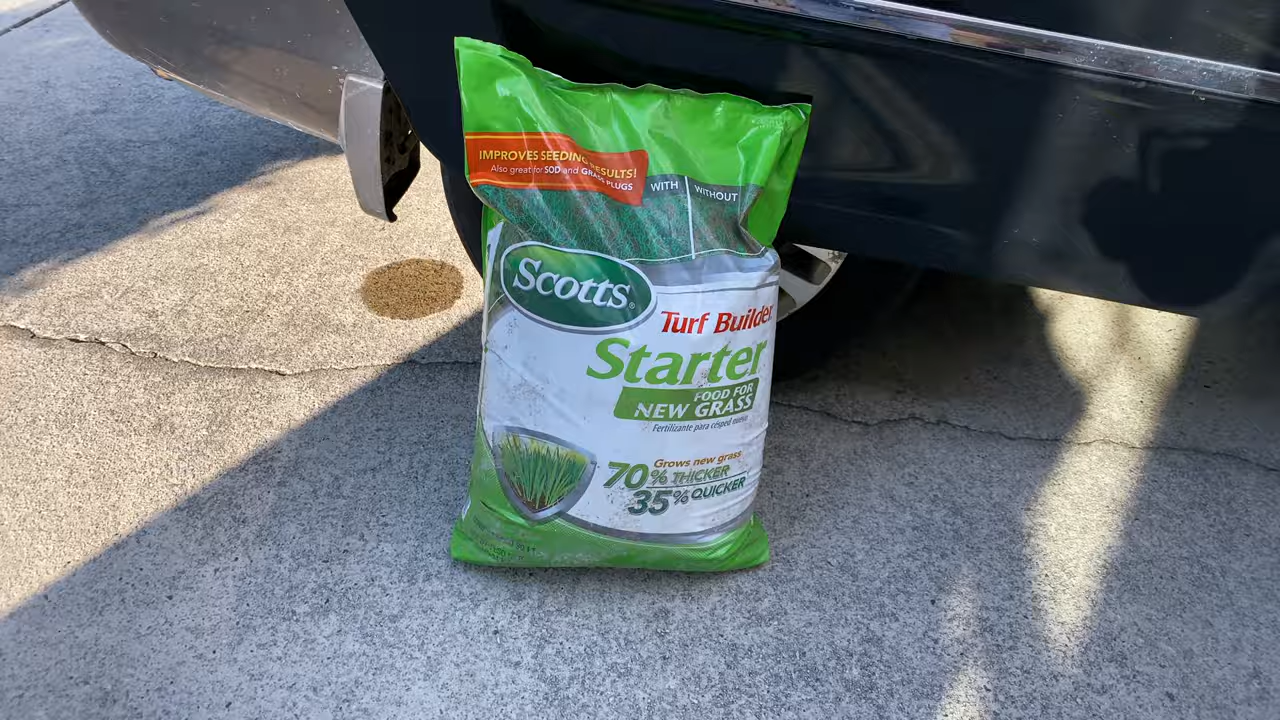 IMPROVES SEEDING RESULTS!
Also great for SOD and GRASS PLUGS
WITH WITHOUT
Scotts
Turf Builder
Starter
FOOD FOR
NEW GRASS
Fertilizante para césped nuevo
Grows new grass
70% THICKER
35% QUICKER